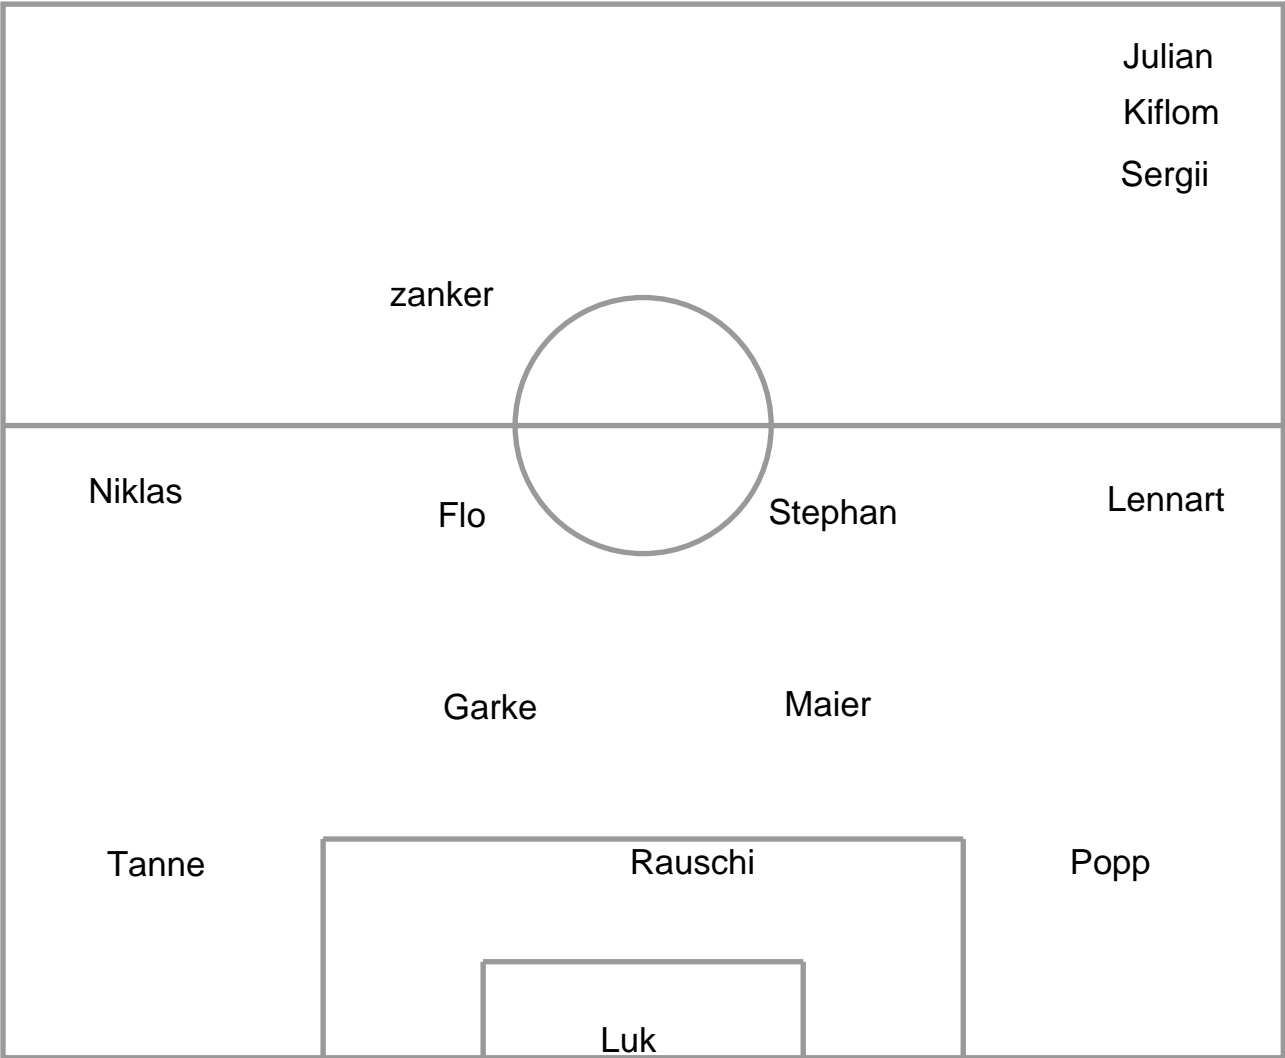 Julian
Kiflom
Sergii
zanker
Niklas
Flo
Stephan
Lennart
Garke
Maier
Tanne
Rauschi
Popp
Luk